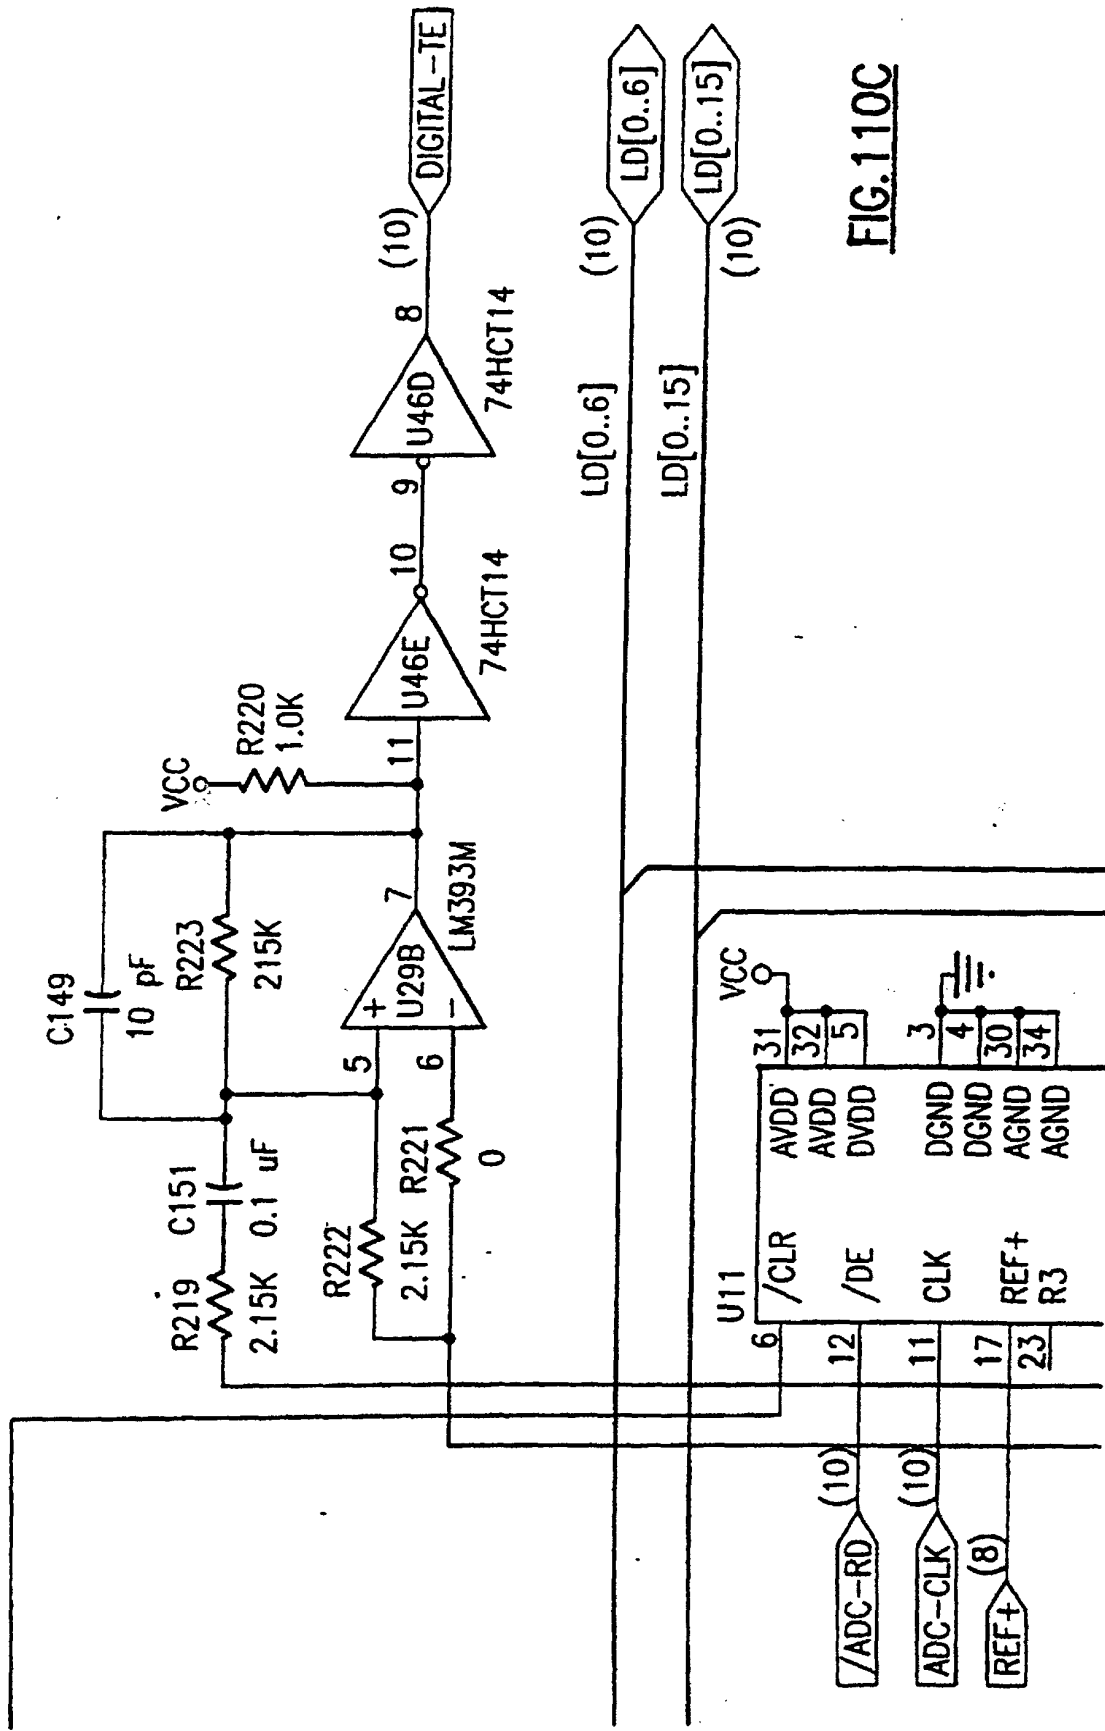 C149
10 pF
R223
215K
VCC
R220
1.0K
C151
0.1 uF
R219
2.15K
R222
2.15K
R221
0
5
6
+
-
U29B
7
LM393M
11
U46E
10
74HCT14
9
U46D
8
74HCT14
(10)
DIGITAL-TE
LD[0..6]
(10)
LD[0..6]
LD[0..15]
(10)
LD[0..15]
U11
6
/CLR
12
/DE
11
CLK
17
REF+
23
R3
AVDD
31
AVDD
32
DVDD
5
VCC
DGND
3
DGND
4
AGND
30
AGND
34
/ADC-RD
(10)
ADC-CLK
(10)
REF+
(8)
FIG.110C